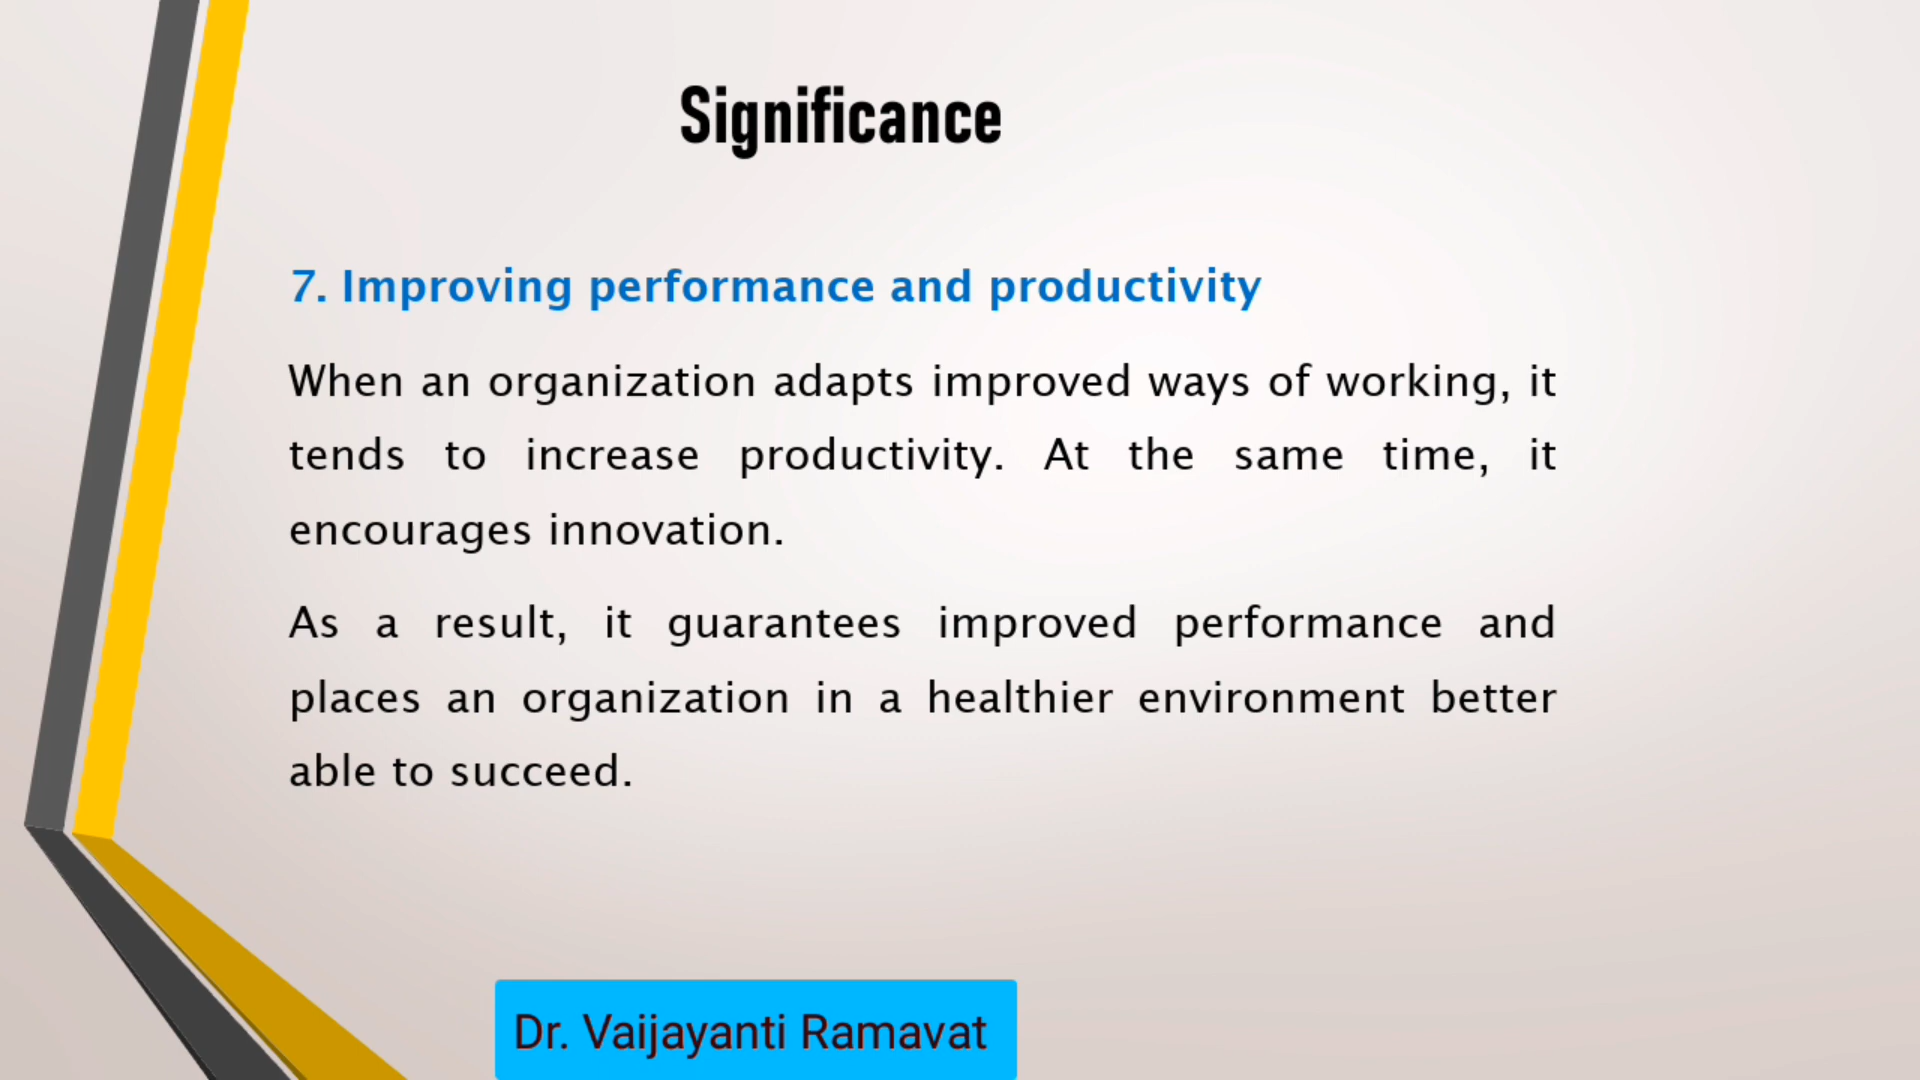 Significance
7. Improving performance and productivity
When an organization adapts improved ways of working, it
tends to increase productivity. At the same time, it
encourages innovation.
As a result, it guarantees improved performance and
places an organization in a healthier environment better
able to succeed.
Dr. Vaijayanti Ramavat